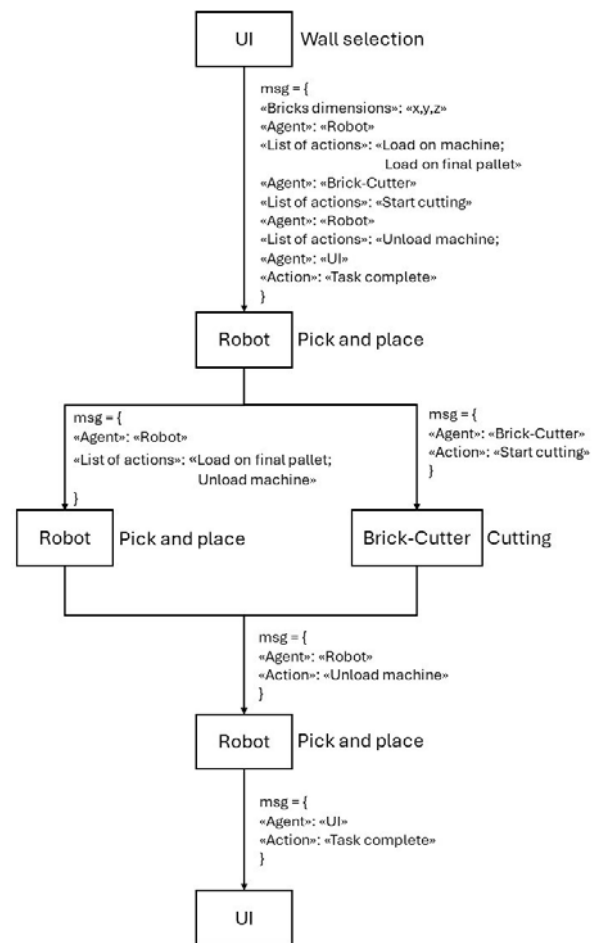 UI Wall selection
msg = {
«Bricks dimensions»: «x,y,z»
«Agent»: «Robot»
«List of actions»: «Load on machine;
Load on final pallet»
«Agent»: «Brick-Cutter»
«List of actions»: «Start cutting»
«Agent»: «Robot»
«List of actions»: «Unload machine;
«Agent»: «UI»
«Action»: «Task complete»
}
Robot Pick and place
msg = {
«Agent»: «Robot»
«List of actions»: «Load on final pallet;
Unload machine»
}
msg = {
«Agent»: «Brick-Cutter»
«Action»: «Start cutting»
}
Robot Pick and place
Brick-Cutter Cutting
msg = {
«Agent»: «Robot»
«Action»: «Unload machine»
}
Robot Pick and place
msg = {
«Agent»: «UI»
«Action»: «Task complete»
}
UI